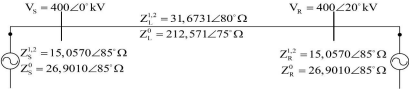 V_S = 400∠0° kV
V_R = 400∠20° kV
Z_L^{1,2} = 31,6731∠80° Ω
Z_L^0 = 212,571∠75° Ω
Z_S^{1,2} = 15,0570∠85° Ω
Z_S^0 = 26,9010∠85° Ω
Z_R^{1,2} = 15,0570∠85° Ω
Z_R^0 = 26,9010∠85° Ω